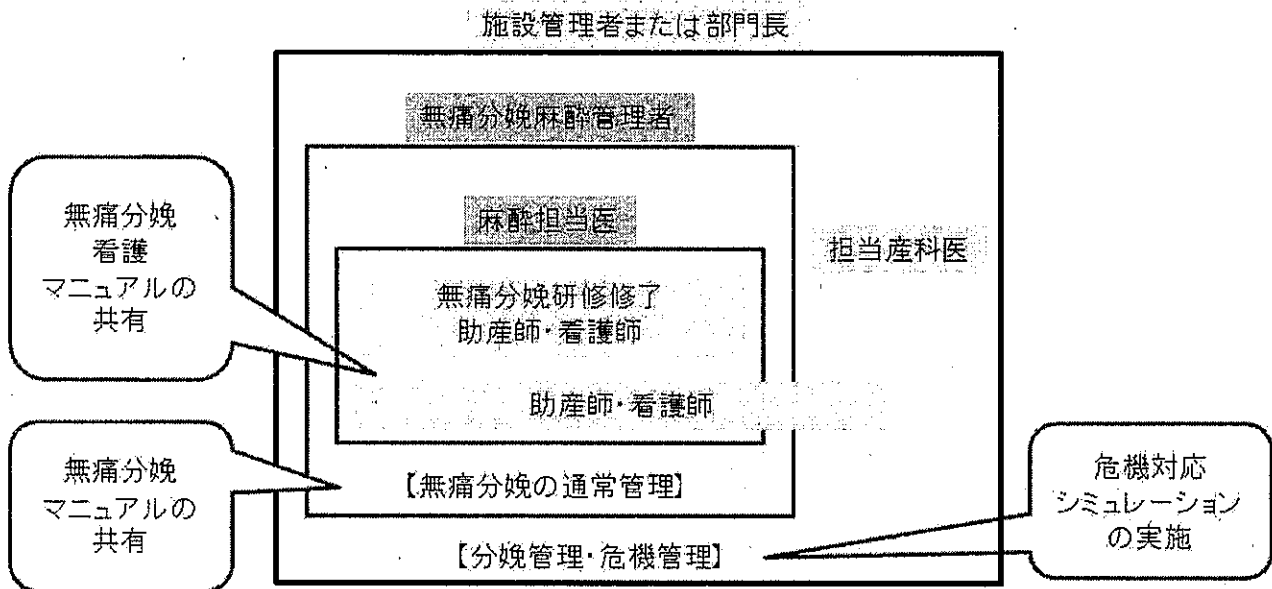 施設管理者または部門長
無痛分娩麻酔管理者
麻酔担当医
担当産科医
無痛分娩研修修了
助産師・看護師
助産師・看護師
【無痛分娩の通常管理】
【分娩管理・危機管理】
無痛分娩
看護
マニュアルの
共有
無痛分娩
マニュアルの
共有
危機対応
シミュレーション
の実施